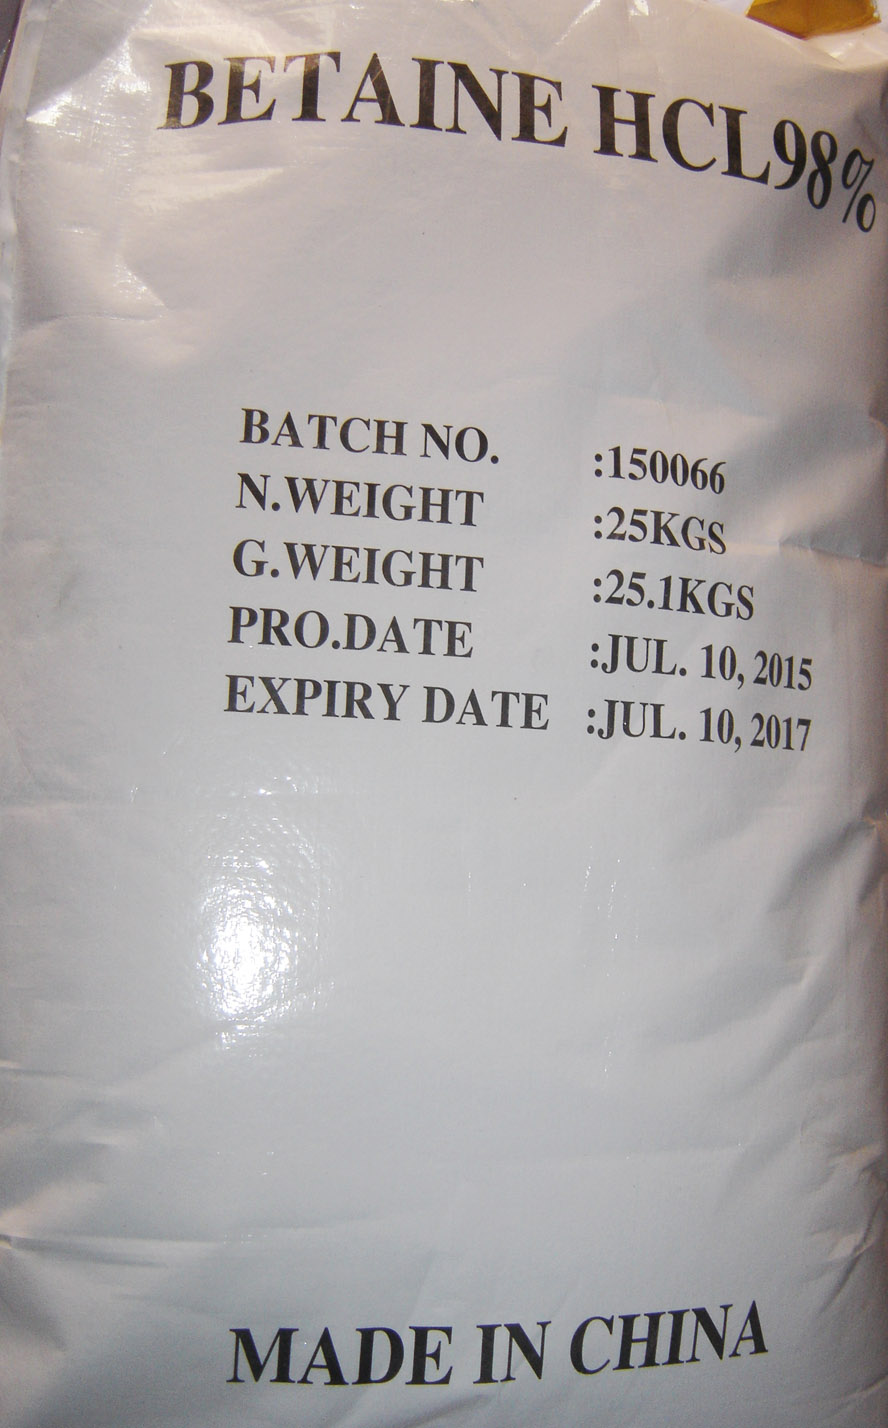 BETAINE HCL98%
BATCH NO. :150066
N.WEIGHT :25KGS
G.WEIGHT :25.1KGS
PRO.DATE :JUL. 10, 2015
EXPIRY DATE :JUL. 10, 2017
MADE IN CHINA